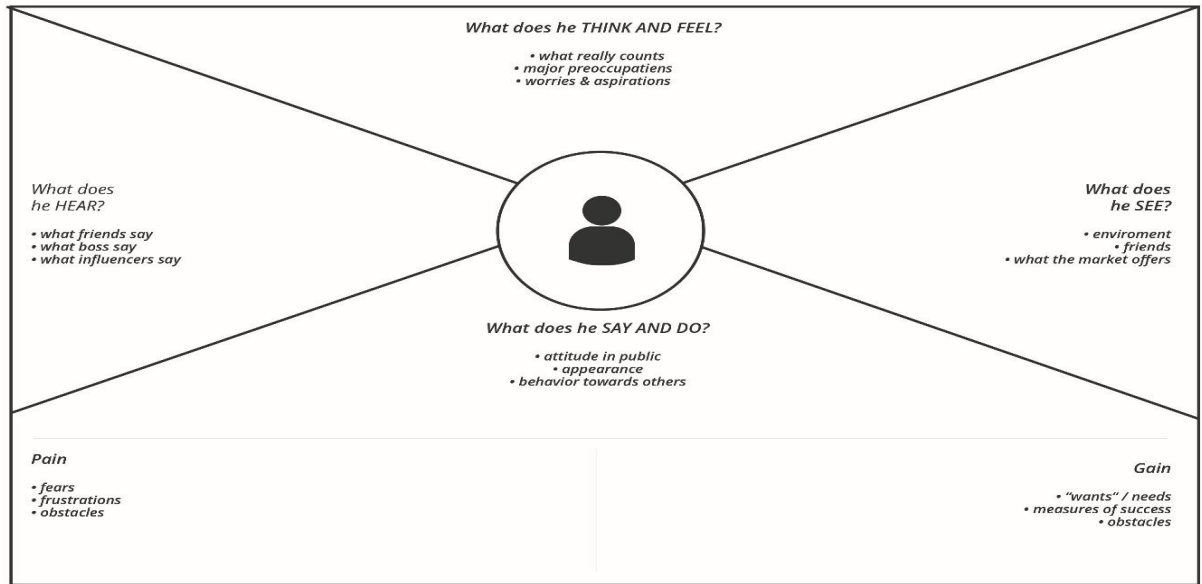 What does he THINK AND FEEL?
• what really counts
• major preoccupatiens
• worries & aspirations
What does
he HEAR?
• what friends say
• what boss say
• what influencers say
What does
he SEE?
• enviroment
• friends
• what the market offers
What does he SAY AND DO?
• attitude in public
• appearance
• behavior towards others
Pain
• fears
• frustrations
• obstacles
Gain
• “wants” / needs
• measures of success
• obstacles